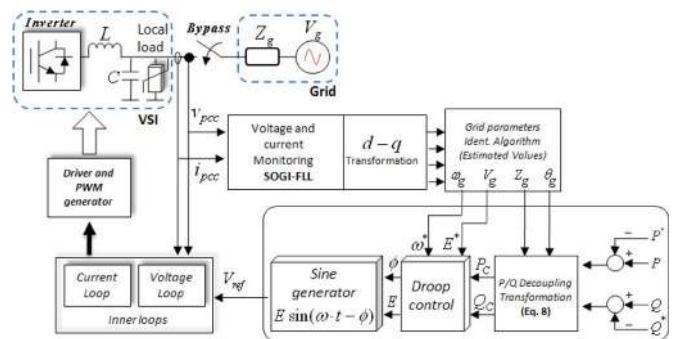 Inverter
L
Local
load
C
VSI
Bypass
Z_g
V_g
Grid
v_pcc
i_pcc
Voltage and
current
Monitoring
SOGI-FLL
d – q
Transformation
Grid parameters
Ident. Algorithm
(Estimated Values)
ω_g V_g Z_g θ_g
Driver and
PWM
generator
Current
Loop
Voltage
Loop
Inner loops
V_ref
Sine
generator
E sin(ω· t – ϕ)
ϕ
E
ω*
E*
Droop
control
P_C
Q_C
P/Q Decoupling
Transformation
(Eq. 8)
–
P*
+
P
+
Q
–
Q*